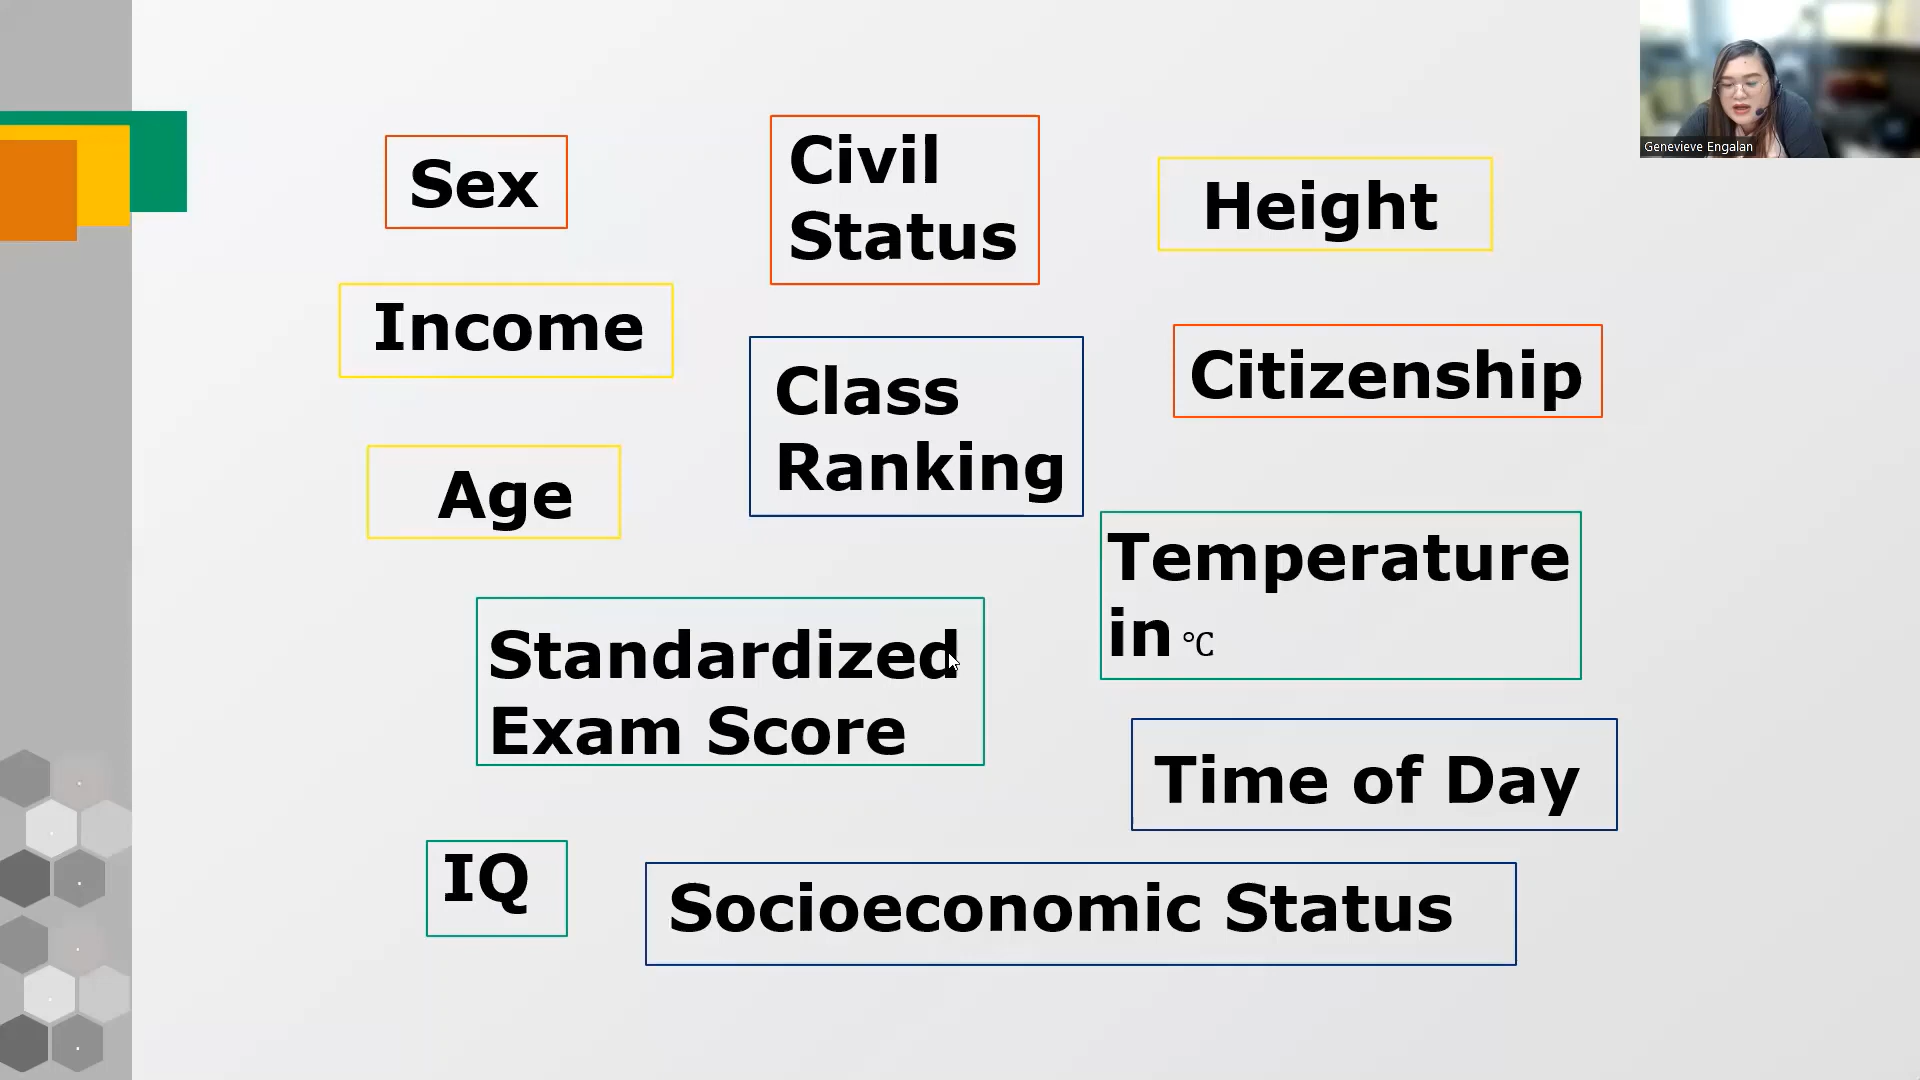 Sex
Civil
Status
Height
Income
Class
Ranking
Citizenship
Age
Temperature
in °C
Standardized
Exam Score
Time of Day
IQ
Socioeconomic Status
Genevieve Engalan